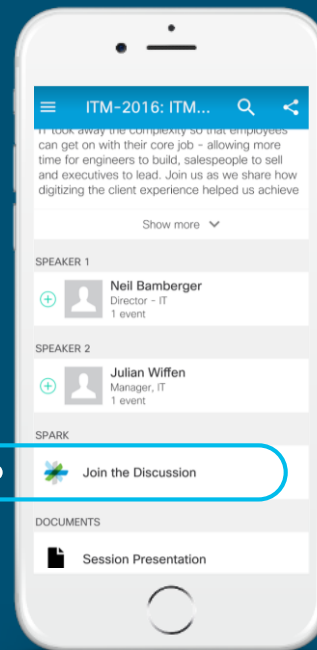 ITM-2016: ITM...
IT took away the complexity so that employees
can get on with their core job - allowing more
time for engineers to build, salespeople to sell
and executives to lead. Join us as we share how
digitizing the client experience helped us achieve
Show more
SPEAKER 1
Neil Bamberger
Director - IT
1 event
SPEAKER 2
Julian Wiffen
Manager, IT
1 event
SPARK
Join the Discussion
DOCUMENTS
Session Presentation